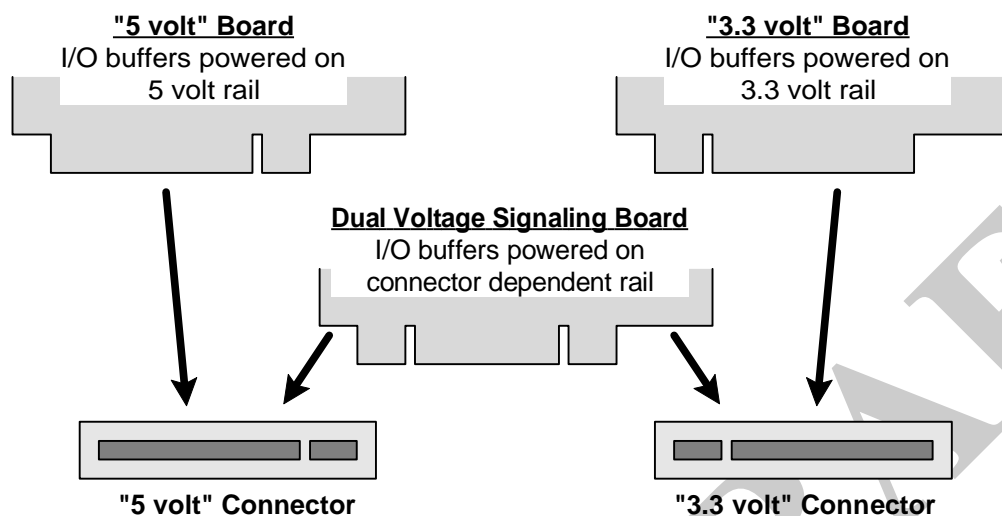 "5 volt" Board
I/O buffers powered on
5 volt rail
"3.3 volt" Board
I/O buffers powered on
3.3 volt rail
Dual Voltage Signaling Board
I/O buffers powered on
connector dependent rail
"5 volt" Connector
"3.3 volt" Connector